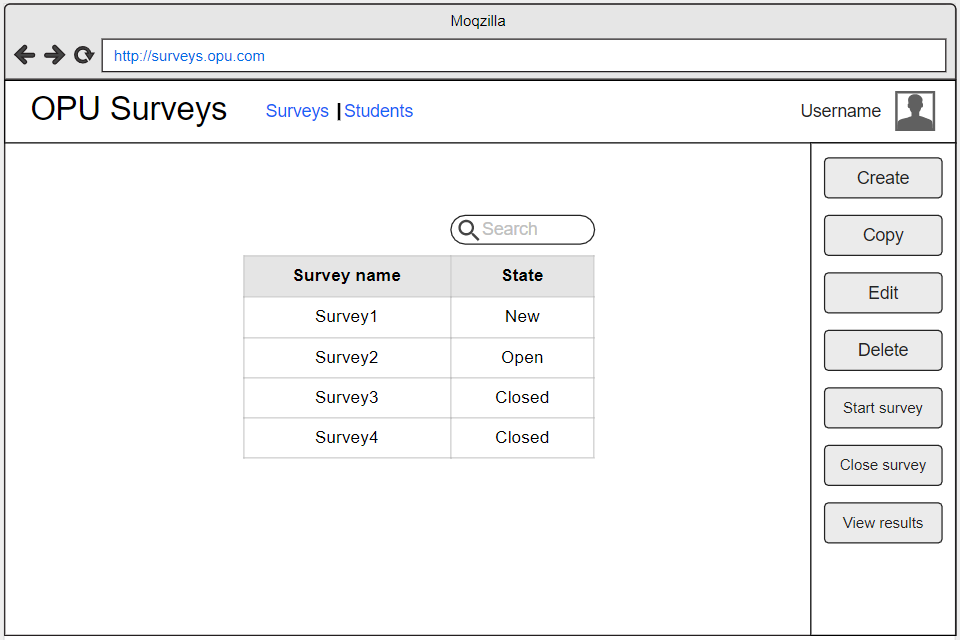 Moqzilla
http://surveys.opu.com
OPU Surveys
Surveys | Students
Username
Search
Survey name State
Survey1 New
Survey2 Open
Survey3 Closed
Survey4 Closed
Create
Copy
Edit
Delete
Start survey
Close survey
View results